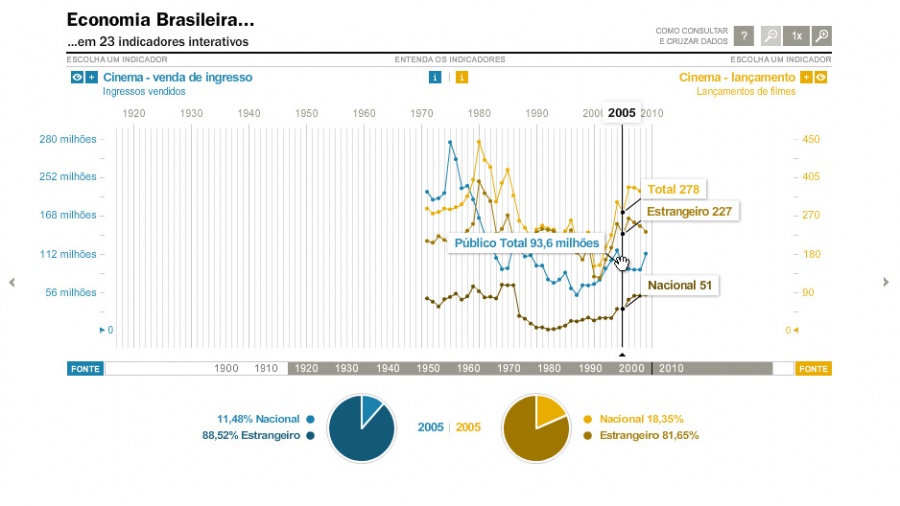 Economia Brasileira...
...em 23 indicadores interativos
COMO CONSULTAR
E CRUZAR DADOS
?
1x
ESCOLHA UM INDICADOR
ENTENDA OS INDICADORES
ESCOLHA UM INDICADOR
Cinema - venda de ingresso
Ingressos vendidos
i | i
Cinema - lançamento
Lançamentos de filmes
1920 1930 1940 1950 1960 1970 1980 1990 200 2005 2010
280 milhões
450
252 milhões
405
Total 278
168 milhões
Estrangeiro 227
270
Público Total 93,6 milhões
112 milhões
180
Nacional 51
56 milhões
90
0
0
FONTE
1900 1910 1920 1930 1940 1950 1960 1970 1980 1990 2000 2010
FONTE
11,48% Nacional
88,52% Estrangeiro
2005 | 2005
Nacional 18,35%
Estrangeiro 81,65%